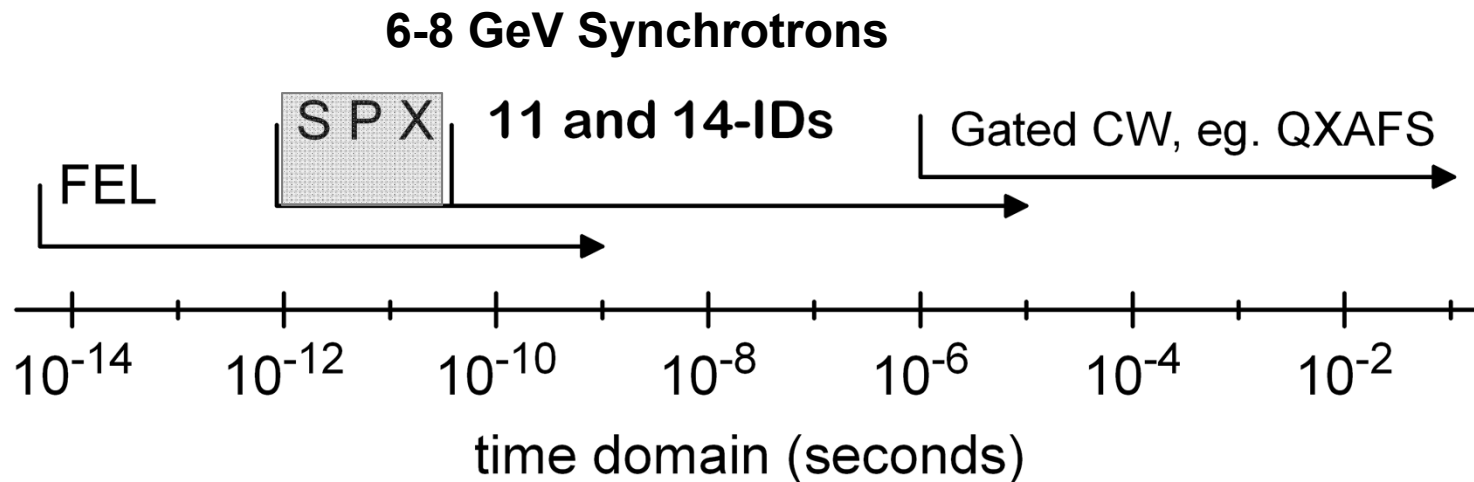 6-8 GeV Synchrotrons
S P X
11 and 14-IDs
Gated CW, eg. QXAFS
FEL
10^-14 10^-12 10^-10 10^-8 10^-6 10^-4 10^-2
time domain (seconds)